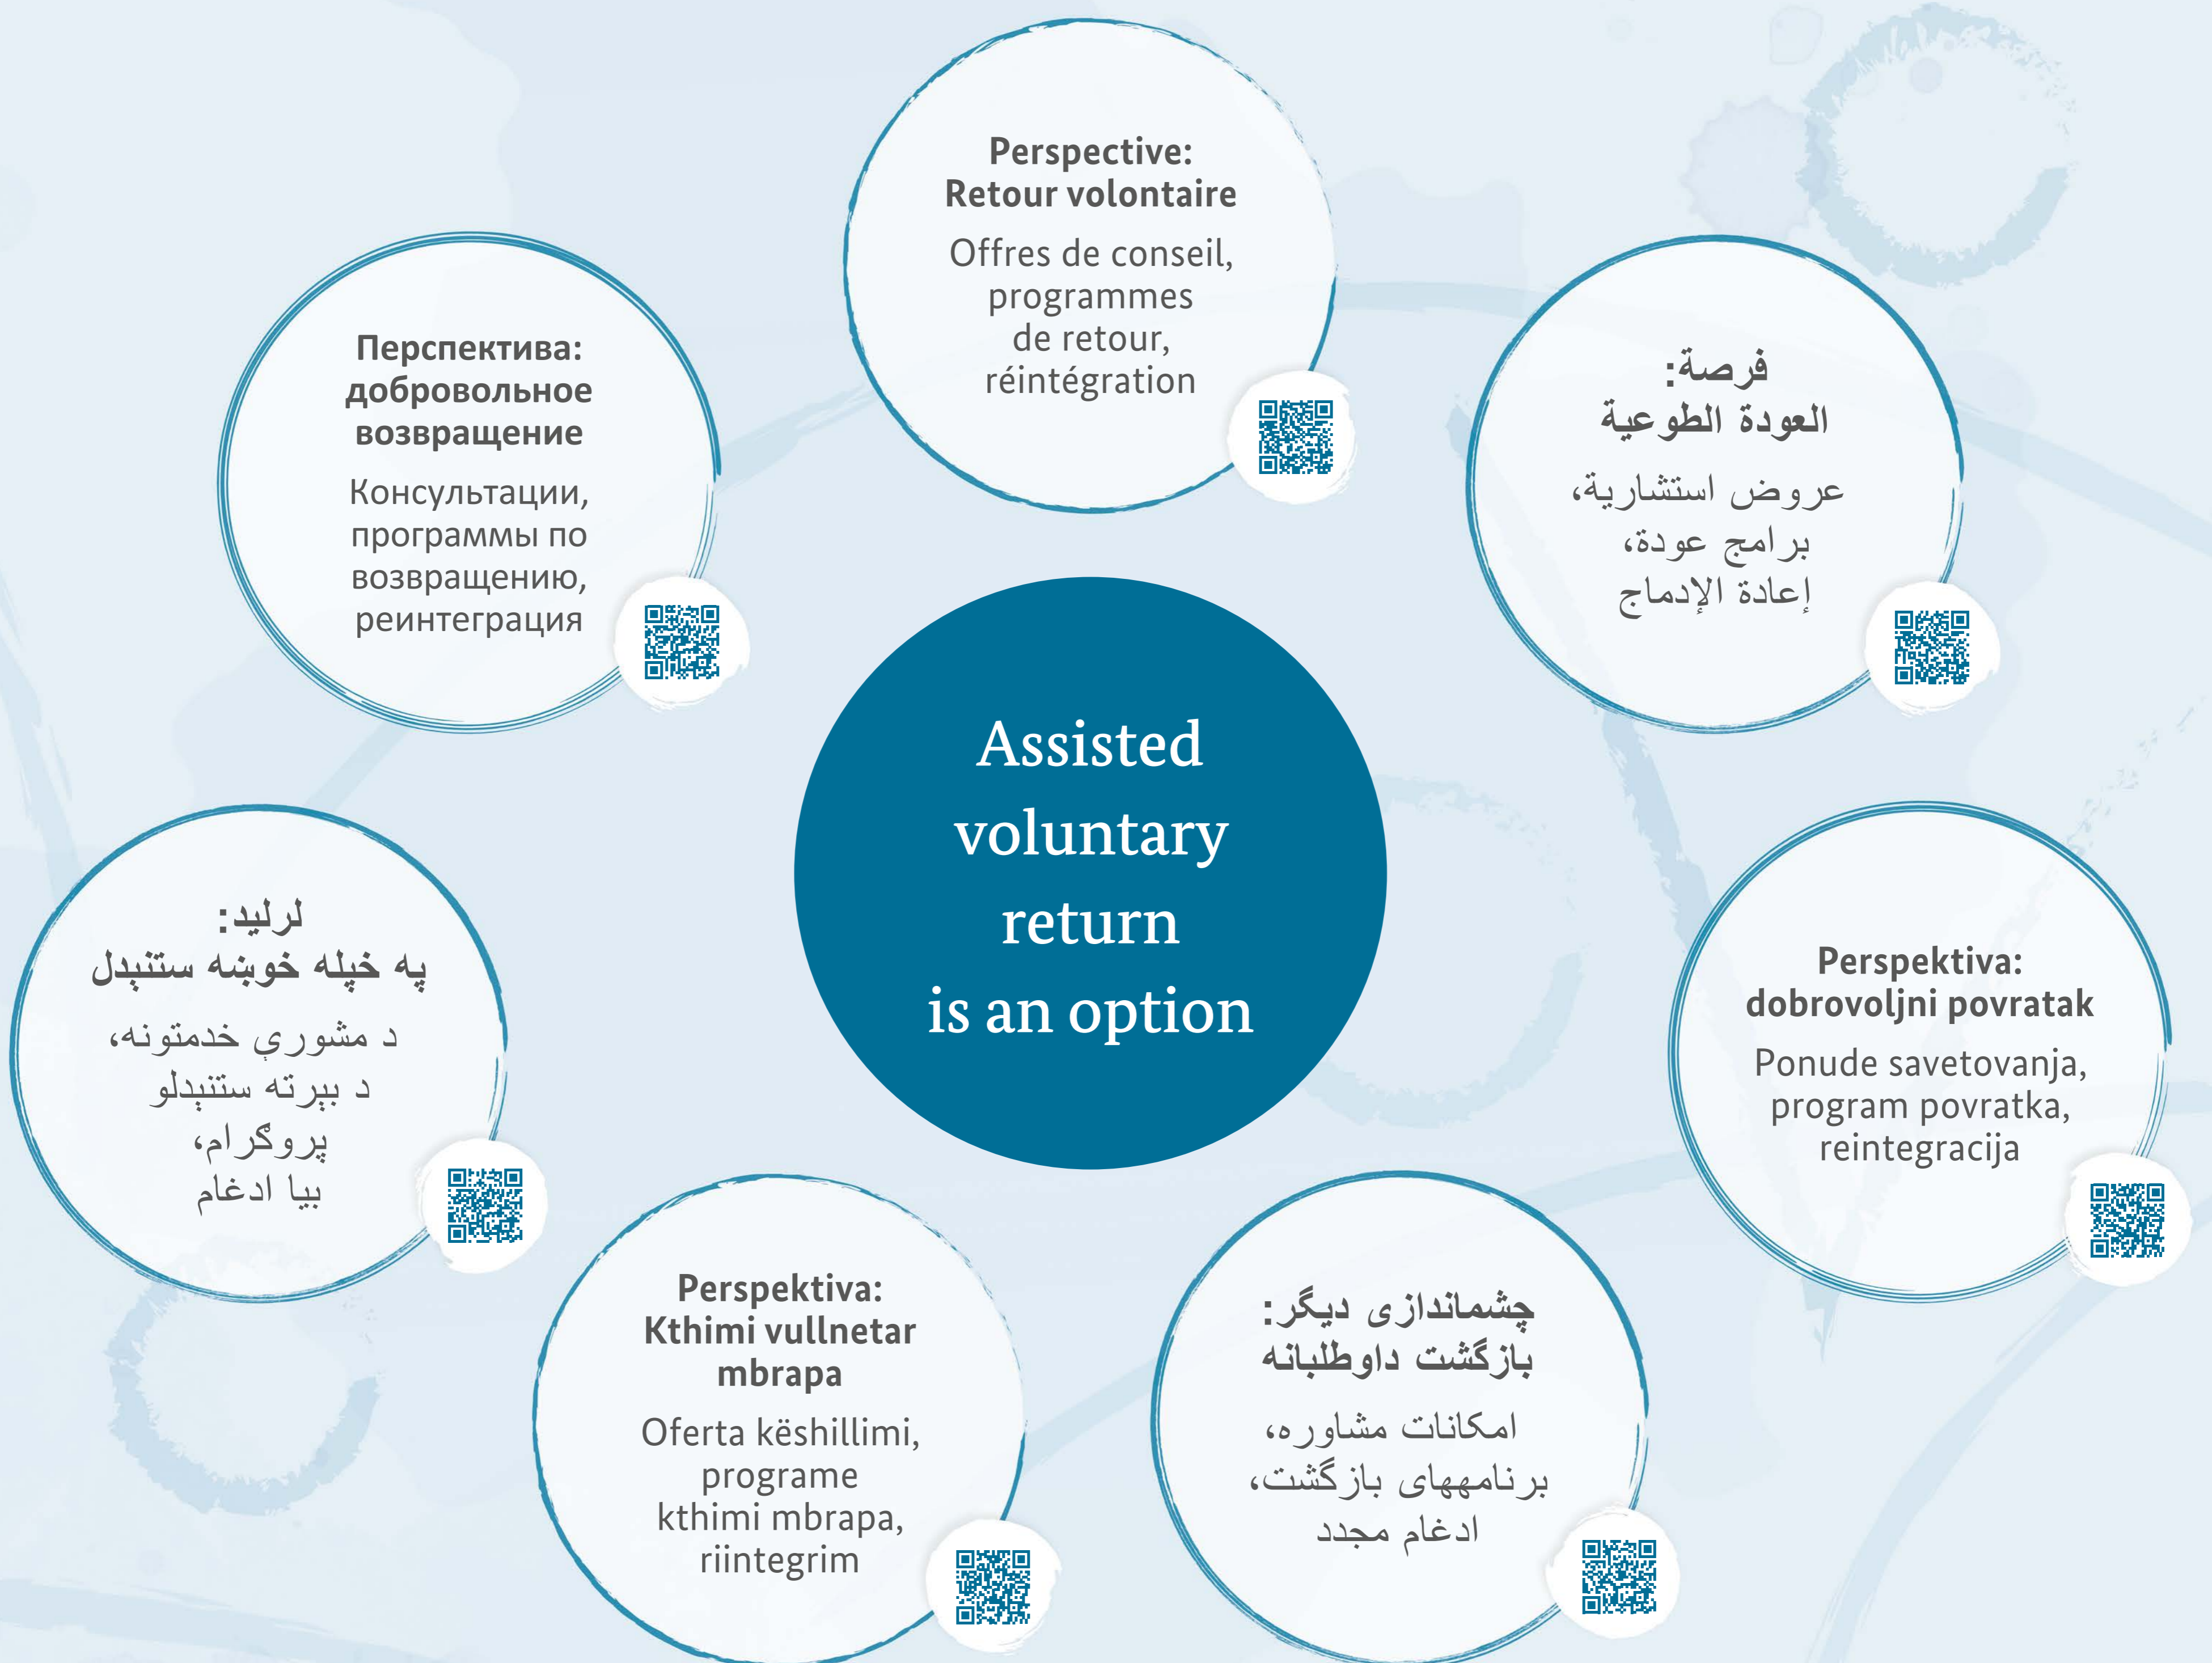 Perspective:
Retour volontaire
Offres de conseil,
programmes
de retour,
réintégration
Перспектива:
добровольное
возвращение
Консультации,
программы по
возвращению,
реинтеграция
فرصة:
العودة الطوعية
عروض استشارية،
برامج عودة،
إعادة الإدماج
Assisted
voluntary
return
is an option
لرليد:
په خپله خوښه ستنېدل
د مشورې خدمتونه،
د بېرته ستنېدلو
پروګرام،
بيا ادغام
Perspektiva:
dobrovoljni povratak
Ponude savetovanja,
program povratka,
reintegracija
Perspektiva:
Kthimi vullnetar
mbrapa
Oferta këshillimi,
programe
kthimi mbrapa,
riintegrim
چشماندازی دیگر:
بازگشت داوطلبانه
امکانات مشاوره،
برنامههای بازگشت،
ادغام مجدد